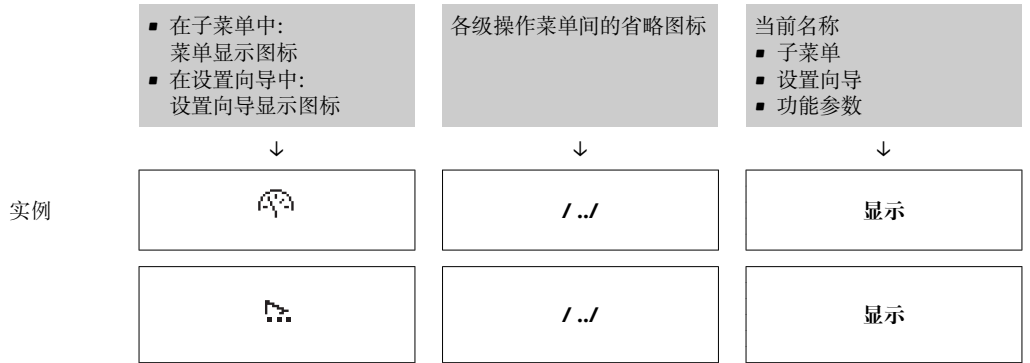 ▪ 在子菜单中:
菜单显示图标
▪ 在设置向导中:
设置向导显示图标
各级操作菜单间的省略图标
当前名称
▪ 子菜单
▪ 设置向导
▪ 功能参数
↓ ↓ ↓
实例
/ ../
显示
/ ../
显示